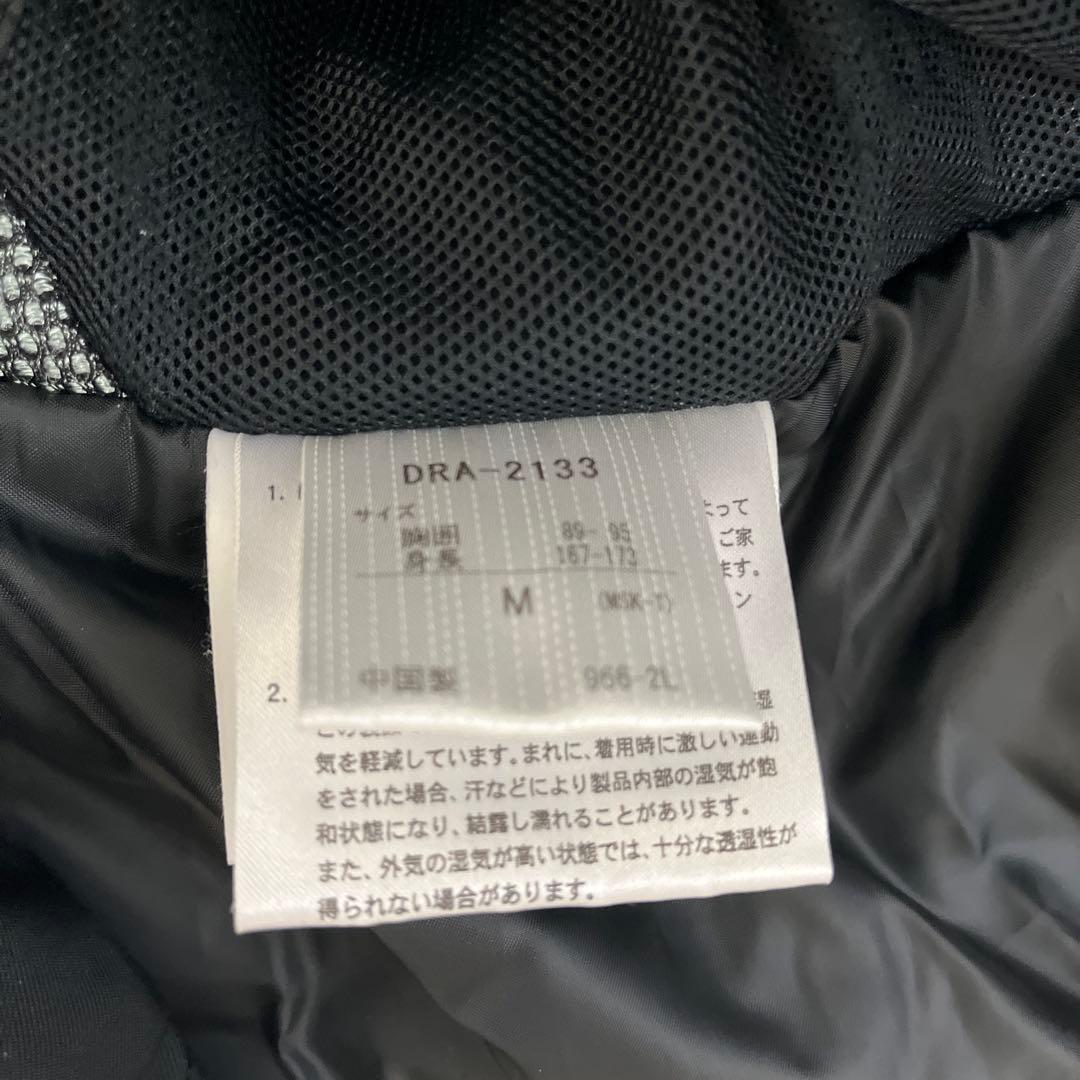 DRA-2133
サイズ
胸囲 89- 95
身長 167-173
M (MSK-T)
中国製 966-2L
1.
よって
ご家
ます。
ン
2.
湿
気を軽減しています。まれに、着用時に激しい運動
をされた場合、汗などにより製品内部の湿気が飽
和状態になり、結露し濡れることがあります。
また、外気の湿気が高い状態では、十分な透湿性が
得られない場合があります。